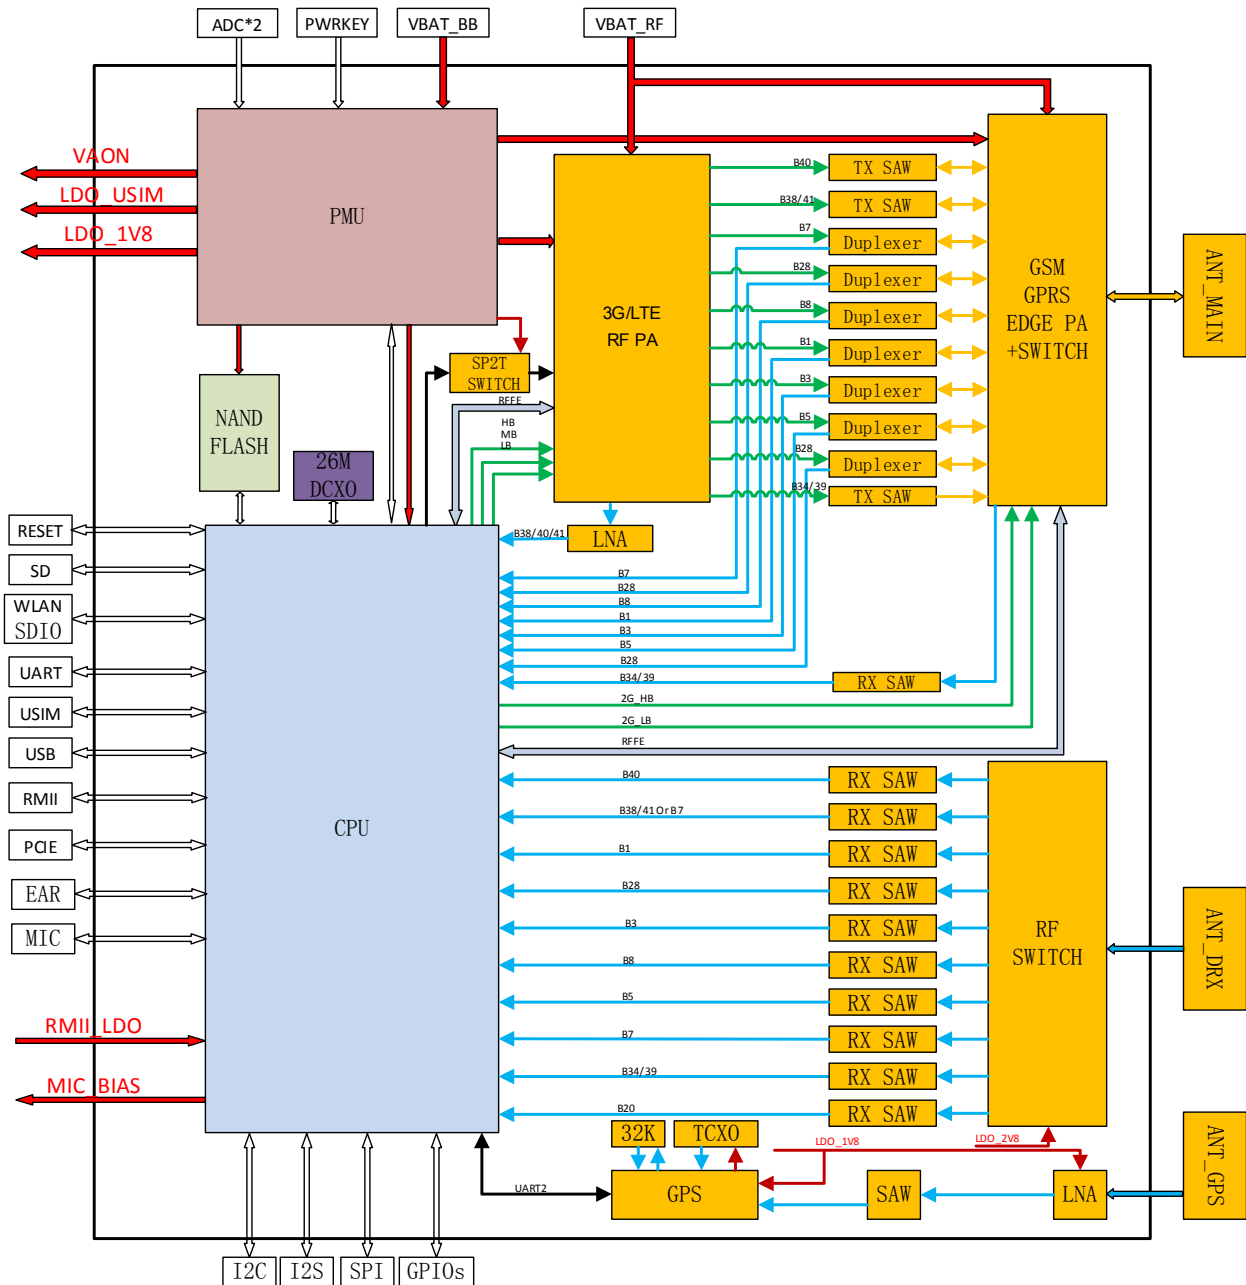 ADC*2
PWRKEY
VBAT_BB
VBAT_RF
VAON
LDO_USIM
LDO_1V8
PMU
3G/LTE
RF PA
B40
TX SAW
B38/41
TX SAW
B7
Duplexer
B28
Duplexer
B8
Duplexer
B1
Duplexer
B3
Duplexer
B5
Duplexer
B28
Duplexer
B34/39
TX SAW
GSM
GPRS
EDGE PA
+SWITCH
ANT_MAIN
SP2T
SWITCH
RFFE
HB
MB
LB
NAND
FLASH
26M
DCXO
LNA
B38/40/41
RESET
SD
WLAN
SDIO
UART
USIM
USB
RMII
PCIE
EAR
MIC
RMII_LDO
MIC_BIAS
CPU
B7
B28
B8
B1
B3
B5
B28
B34/39
RX SAW
2G_HB
2G_LB
RFFE
B40
RX SAW
B38/41 Or B7
RX SAW
B1
RX SAW
B28
RX SAW
B3
RX SAW
B8
RX SAW
B5
RX SAW
B7
RX SAW
B34/39
RX SAW
B20
RX SAW
RF
SWITCH
ANT_DRX
32K
TCXO
LDO_1V8
LDO_2V8
UART2
GPS
SAW
LNA
ANT_GPS
I2C
I2S
SPI
GPIOs